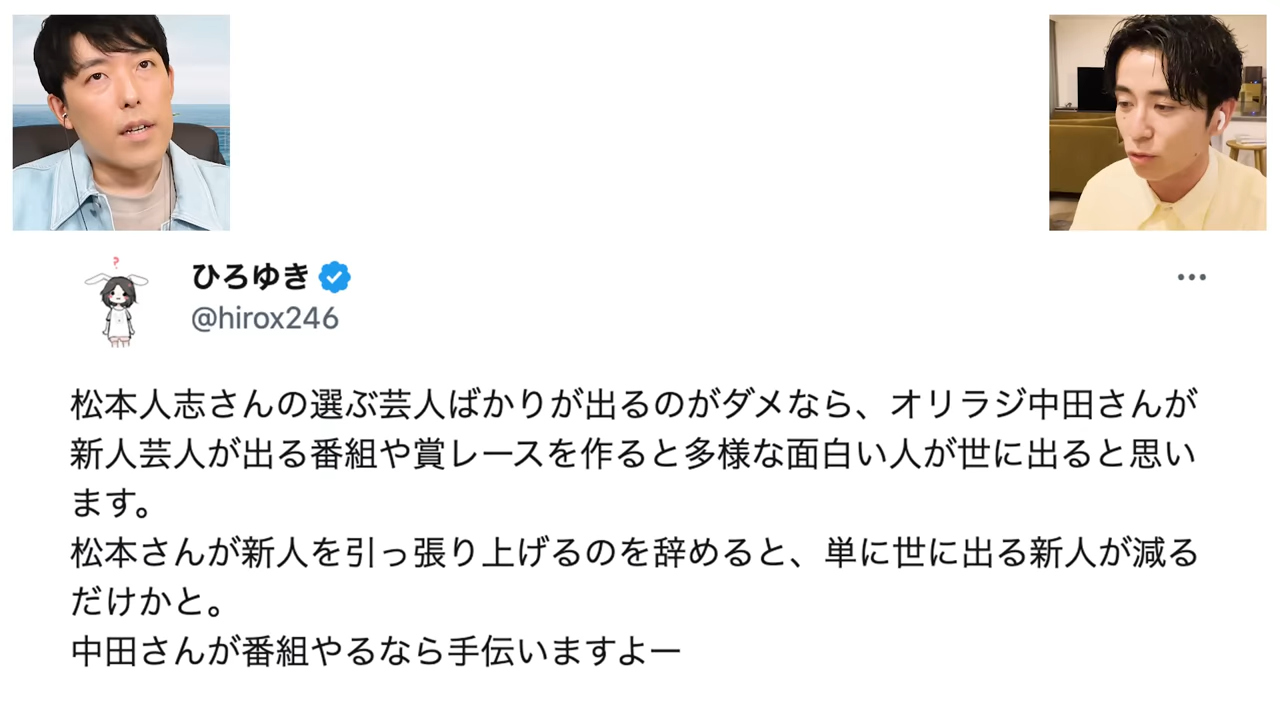 ひろゆき
@hirox246
松本人志さんの選ぶ芸人ばかりが出るのがダメなら、オリラジ中田さんが
新人芸人が出る番組や賞レースを作ると多様な面白い人が世に出ると思い
ます。
松本さんが新人を引っ張り上げるのを辞めると、単に世に出る新人が減る
だけかと。
中田さんが番組やるなら手伝いますよー